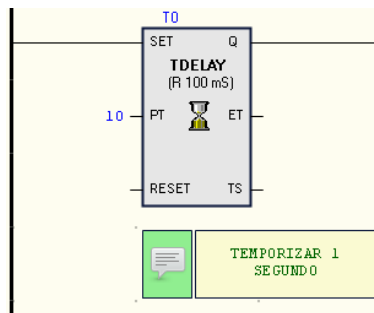 T0
SET Q
TDELAY
(R 100 mS)
10 PT ET
RESET TS
TEMPORIZAR 1
SEGUNDO